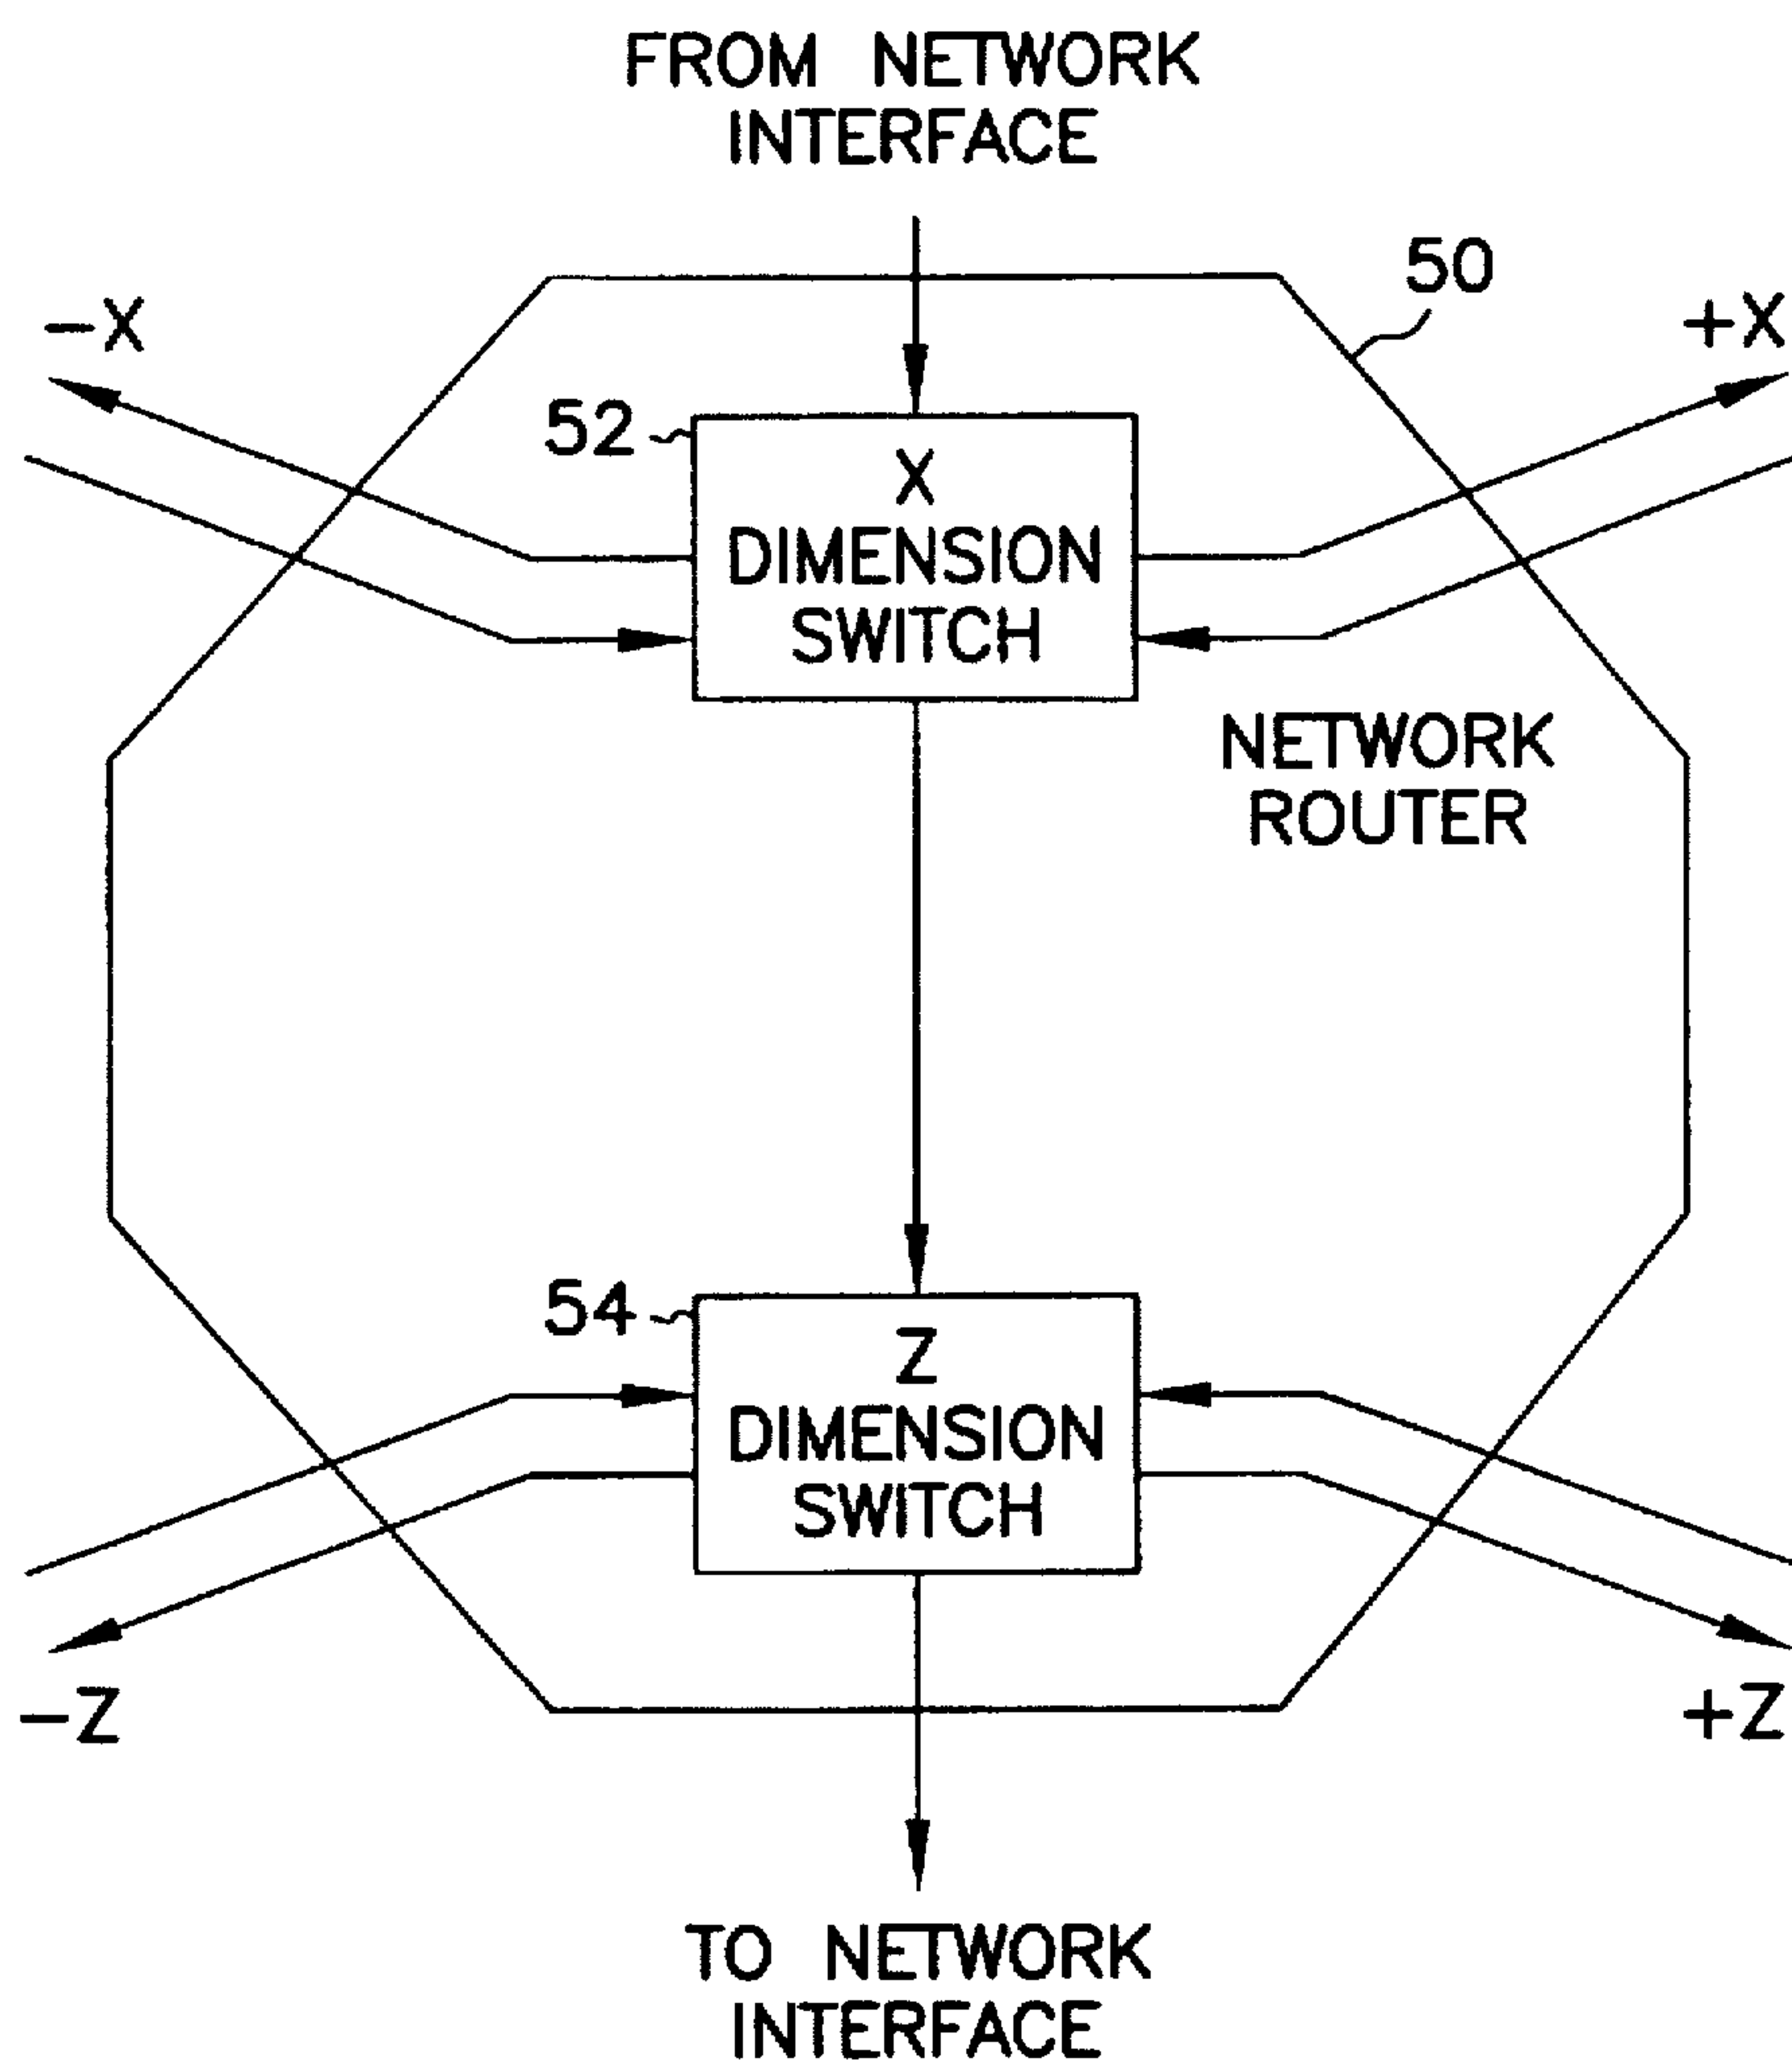 FROM NETWORK
INTERFACE
50
-X
+X
52
X
DIMENSION
SWITCH
NETWORK
ROUTER
54
Z
DIMENSION
SWITCH
-Z
+Z
TO NETWORK
INTERFACE